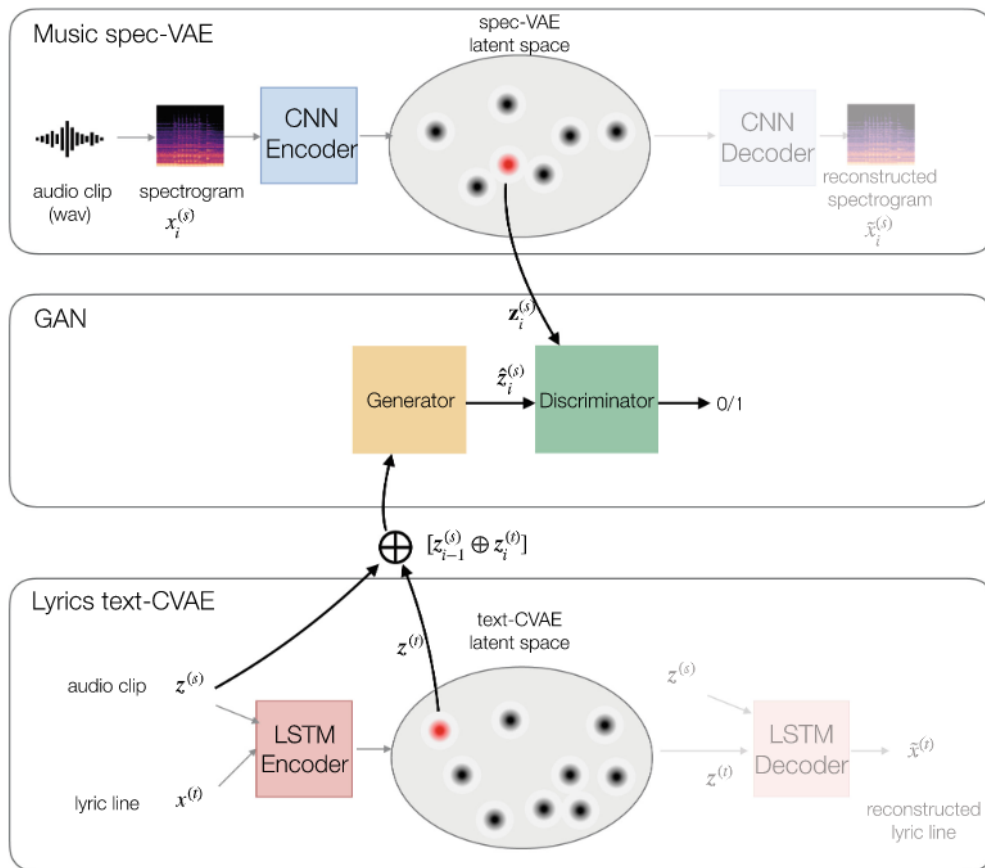 Music spec-VAE
spec-VAE
latent space
CNN
Encoder
CNN
Decoder
audio clip
(wav)
spectrogram
x_i^{(s)}
reconstructed
spectrogram
x̃_i^{(s)}
GAN
z_i^{(s)}
Generator
ẑ_i^{(s)}
Discriminator
0/1
[z_{i-1}^{(s)} ⊕ z_i^{(t)}]
Lyrics text-CVAE
text-CVAE
latent space
z^{(t)}
audio clip z^{(s)}
LSTM
Encoder
lyric line x^{(t)}
z^{(s)}
LSTM
Decoder
z^{(t)}
x̃^{(t)}
reconstructed
lyric line